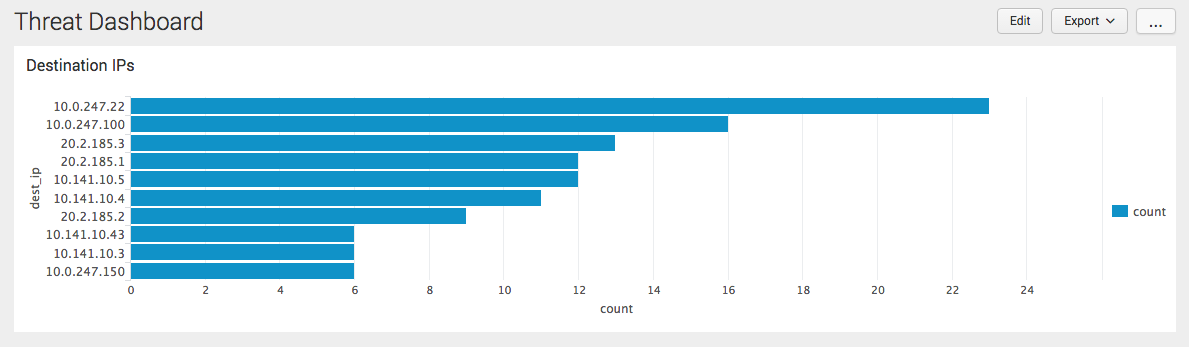 Threat Dashboard
Edit
Export
...
Destination IPs
dest_ip
10.0.247.22
10.0.247.100
20.2.185.3
20.2.185.1
10.141.10.5
10.141.10.4
20.2.185.2
10.141.10.43
10.141.10.3
10.0.247.150
0 2 4 6 8 10 12 14 16 18 20 22 24
count
count